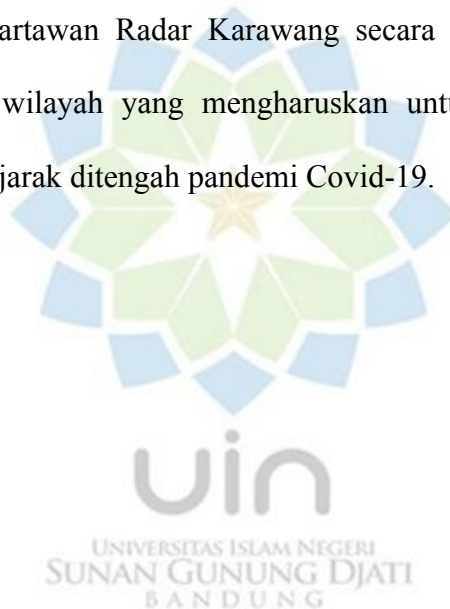 artawan Radar Karawang secara
wilayah yang mengharuskan untu
jarak ditengah pandemi Covid-19.
uin
UNIVERSITAS ISLAM NEGERI
SUNAN GUNUNG DJATI
BANDUNG